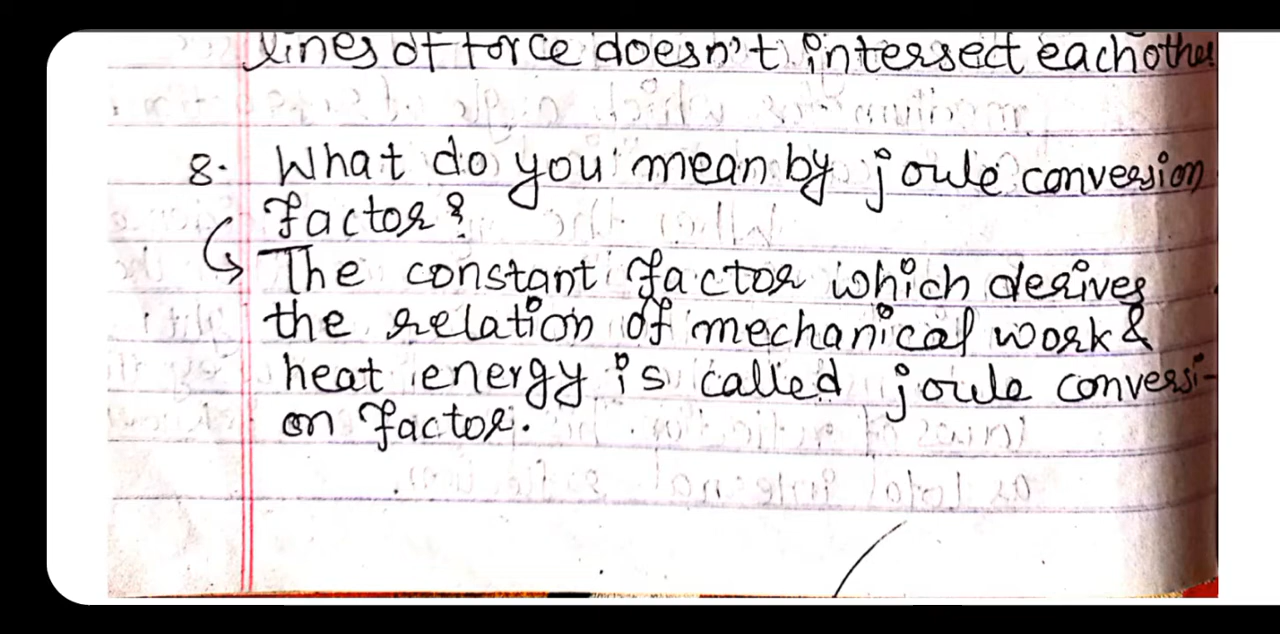 lines of force doesn't intersect eachother
8. What do you mean by joule conversion
factor?
The constant factor which derives
the relation of mechanical work &
heat energy is called joule conversi-
on factor.